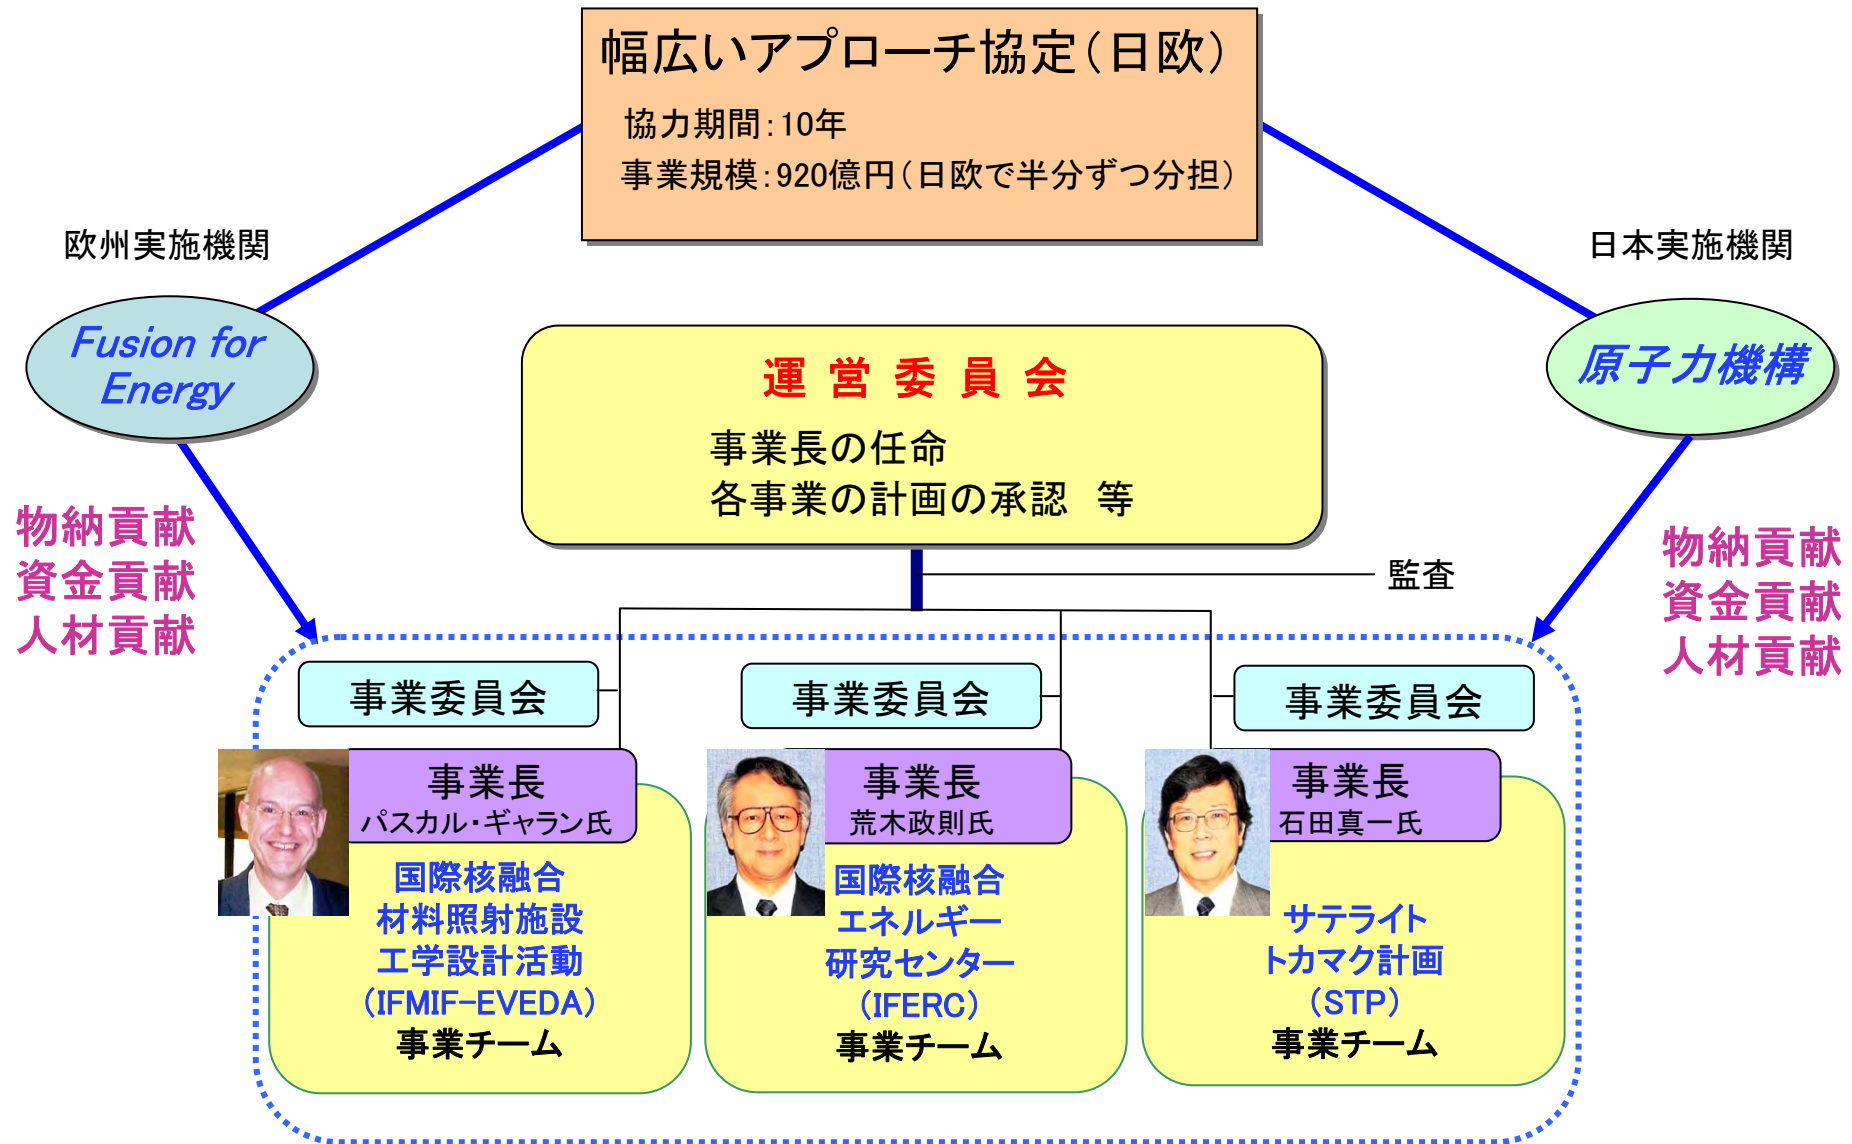 幅広いアプローチ協定(日欧)
協力期間:10年
事業規模:920億円(日欧で半分ずつ分担)
欧州実施機関
日本実施機関
Fusion for
Energy
原子力機構
運営委員会
事業長の任命
各事業の計画の承認 等
物納貢献
資金貢献
人材貢献
監査
物納貢献
資金貢献
人材貢献
事業委員会
事業委員会
事業委員会
事業長
パスカル・ギャラン氏
国際核融合
材料照射施設
工学設計活動
(IFMIF-EVEDA)
事業チーム
事業長
荒木政則氏
国際核融合
エネルギー
研究センター
(IFERC)
事業チーム
事業長
石田真一氏
サテライト
トカマク計画
(STP)
事業チーム